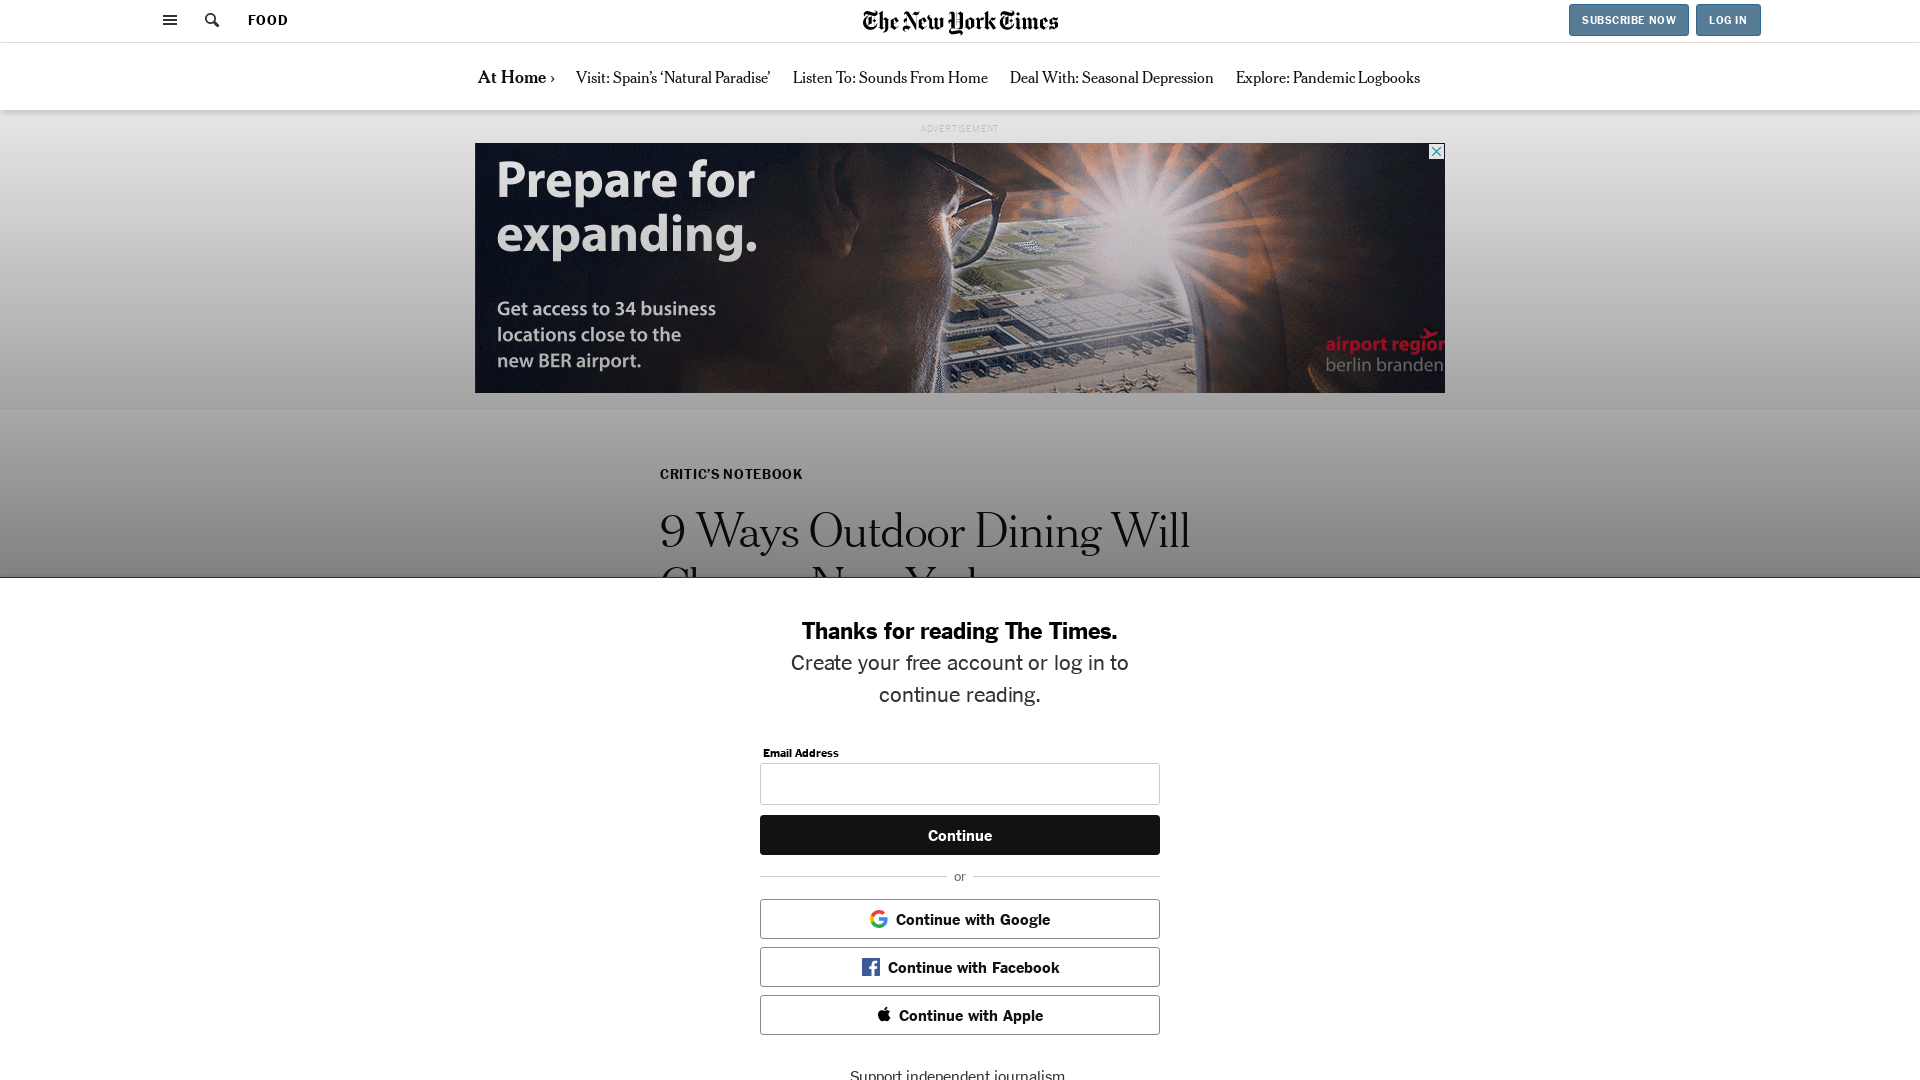 FOOD
The New York Times
SUBSCRIBE NOW
LOG IN
At Home ›
Visit: Spain’s ‘Natural Paradise’
Listen To: Sounds From Home
Deal With: Seasonal Depression
Explore: Pandemic Logbooks
ADVERTISEMENT
Prepare for
expanding.
Get access to 34 business
locations close to the
new BER airport.
airport region
berlin branden
CRITIC’S NOTEBOOK
9 Ways Outdoor Dining Will
Change New York
Thanks for reading The Times.
Create your free account or log in to
continue reading.
Email Address
Continue
or
Continue with Google
Continue with Facebook
Continue with Apple
Support independent journalism